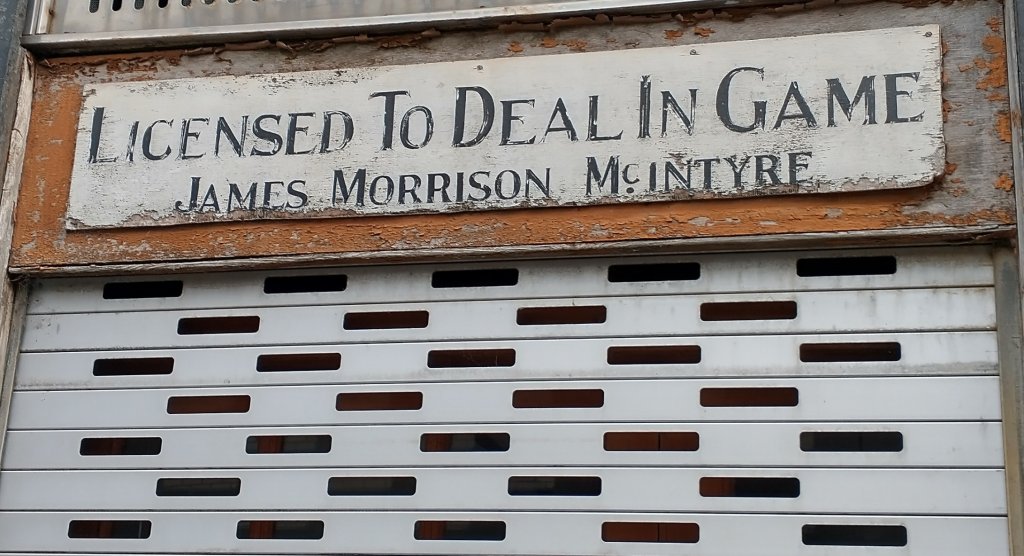 LICENSED TO DEAL IN GAME
JAMES MORRISON McINTYRE